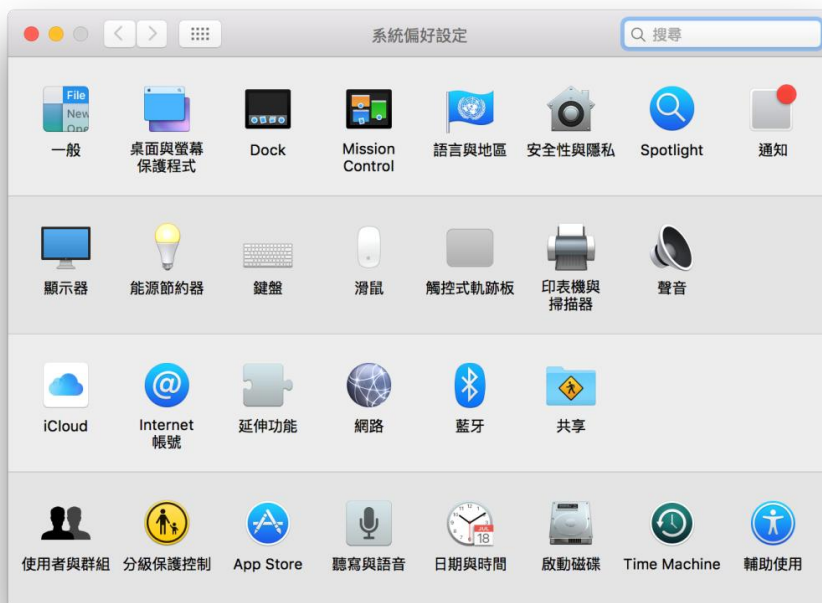 系統偏好設定
搜尋
File
New
Ope
一般
桌面與螢幕
保護程式
Dock
Mission
Control
語言與地區
安全性與隱私
Spotlight
通知
顯示器
能源節約器
鍵盤
滑鼠
觸控式軌跡板
印表機與
掃描器
聲音
iCloud
@
Internet
帳號
延伸功能
網路
藍牙
共享
使用者與群組
分級保護控制
App Store
聽寫與語音
JUL
18
日期與時間
啟動磁碟
Time Machine
輔助使用